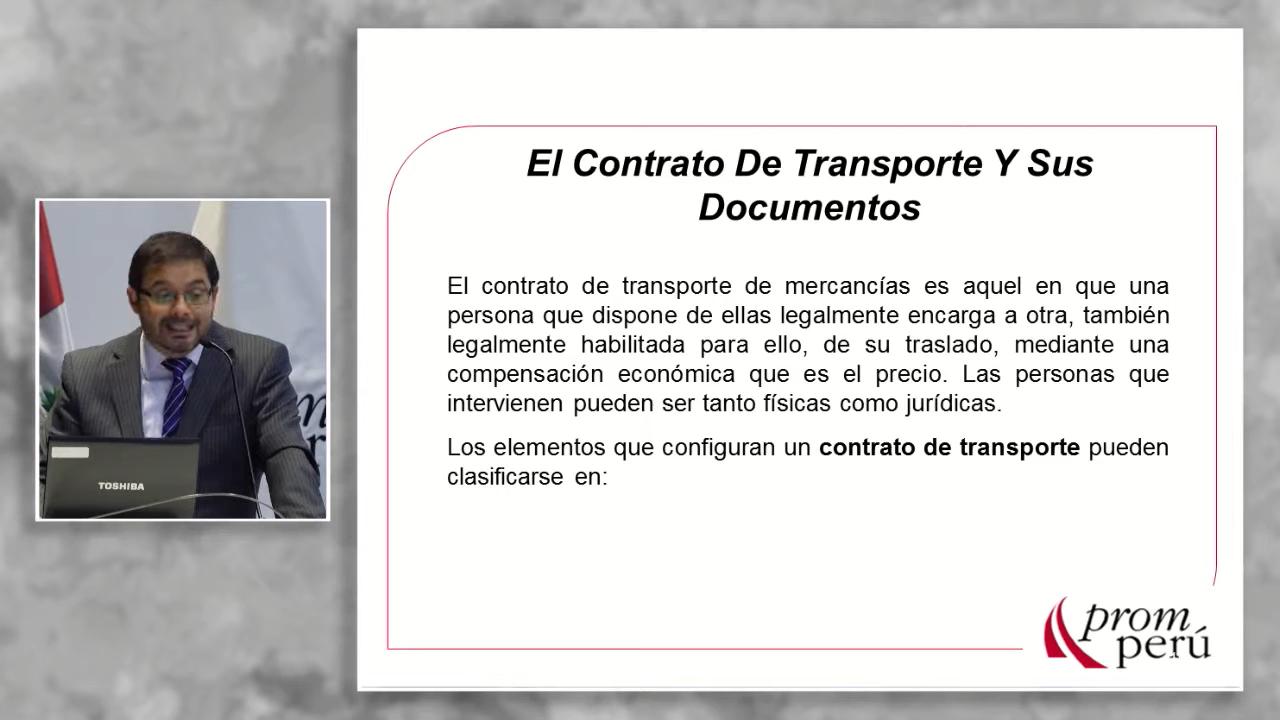 El Contrato De Transporte Y Sus
Documentos
El contrato de transporte de mercancías es aquel en que una
persona que dispone de ellas legalmente encarga a otra, también
legalmente habilitada para ello, de su traslado, mediante una
compensación económica que es el precio. Las personas que
intervienen pueden ser tanto físicas como jurídicas.
Los elementos que configuran un contrato de transporte pueden
clasificarse en:
TOSHIBA
prom
perú